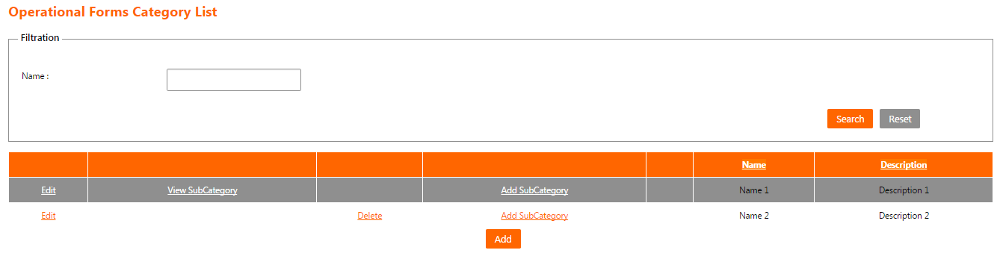 Operational Forms Category List
Filtration
Name :
Search Reset
Name Description
Edit View SubCategory Add SubCategory Name 1 Description 1
Edit Delete Add SubCategory Name 2 Description 2
Add